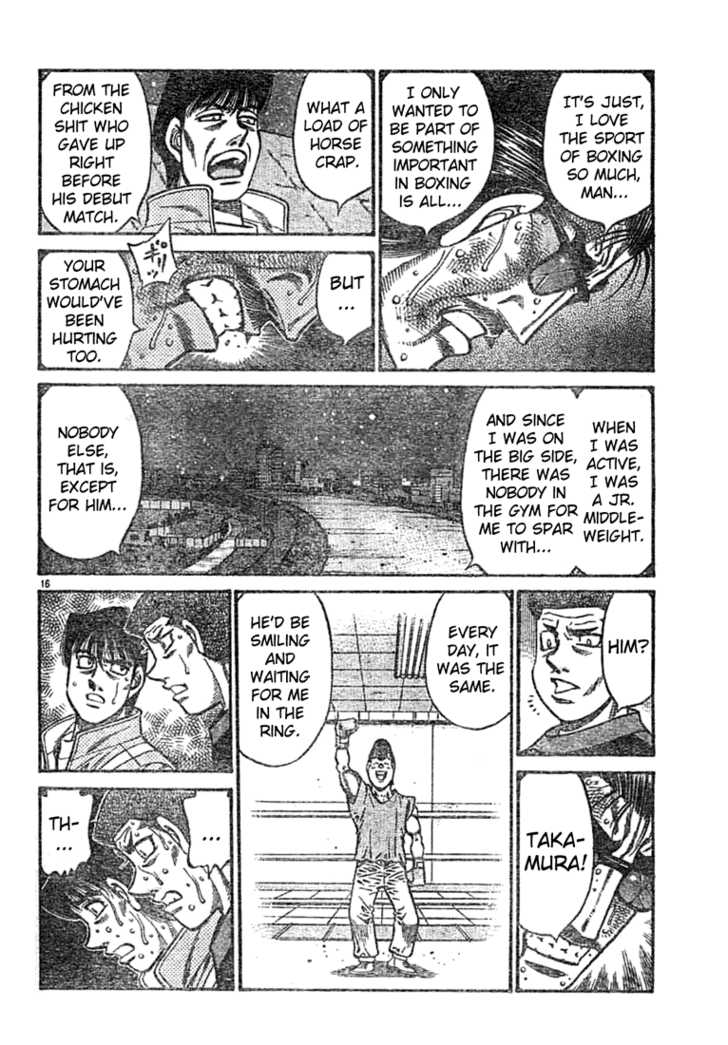 IT'S JUST,
I LOVE
THE SPORT
OF BOXING
SO MUCH,
MAN...
I ONLY
WANTED TO
BE PART OF
SOMETHING
IMPORTANT
IN BOXING
IS ALL...
WHAT A
LOAD OF
HORSE
CRAP.
FROM THE
CHICKEN
SHIT WHO
GAVE UP
RIGHT
BEFORE
HIS DEBUT
MATCH.
BUT
...
ギリッ
YOUR
STOMACH
WOULD'VE
BEEN
HURTING
TOO.
WHEN
I WAS
ACTIVE,
I WAS
A JR.
MIDDLE-
WEIGHT.
AND SINCE
I WAS ON
THE BIG SIDE,
THERE WAS
NOBODY IN
THE GYM FOR
ME TO SPAR
WITH...
NOBODY
ELSE,
THAT IS,
EXCEPT
FOR HIM...
16
HIM?
EVERY
DAY, IT
WAS THE
SAME.
HE'D BE
SMILING
AND
WAITING
FOR ME
IN THE
RING.
TAKA-
MURA!
...
TH-
...